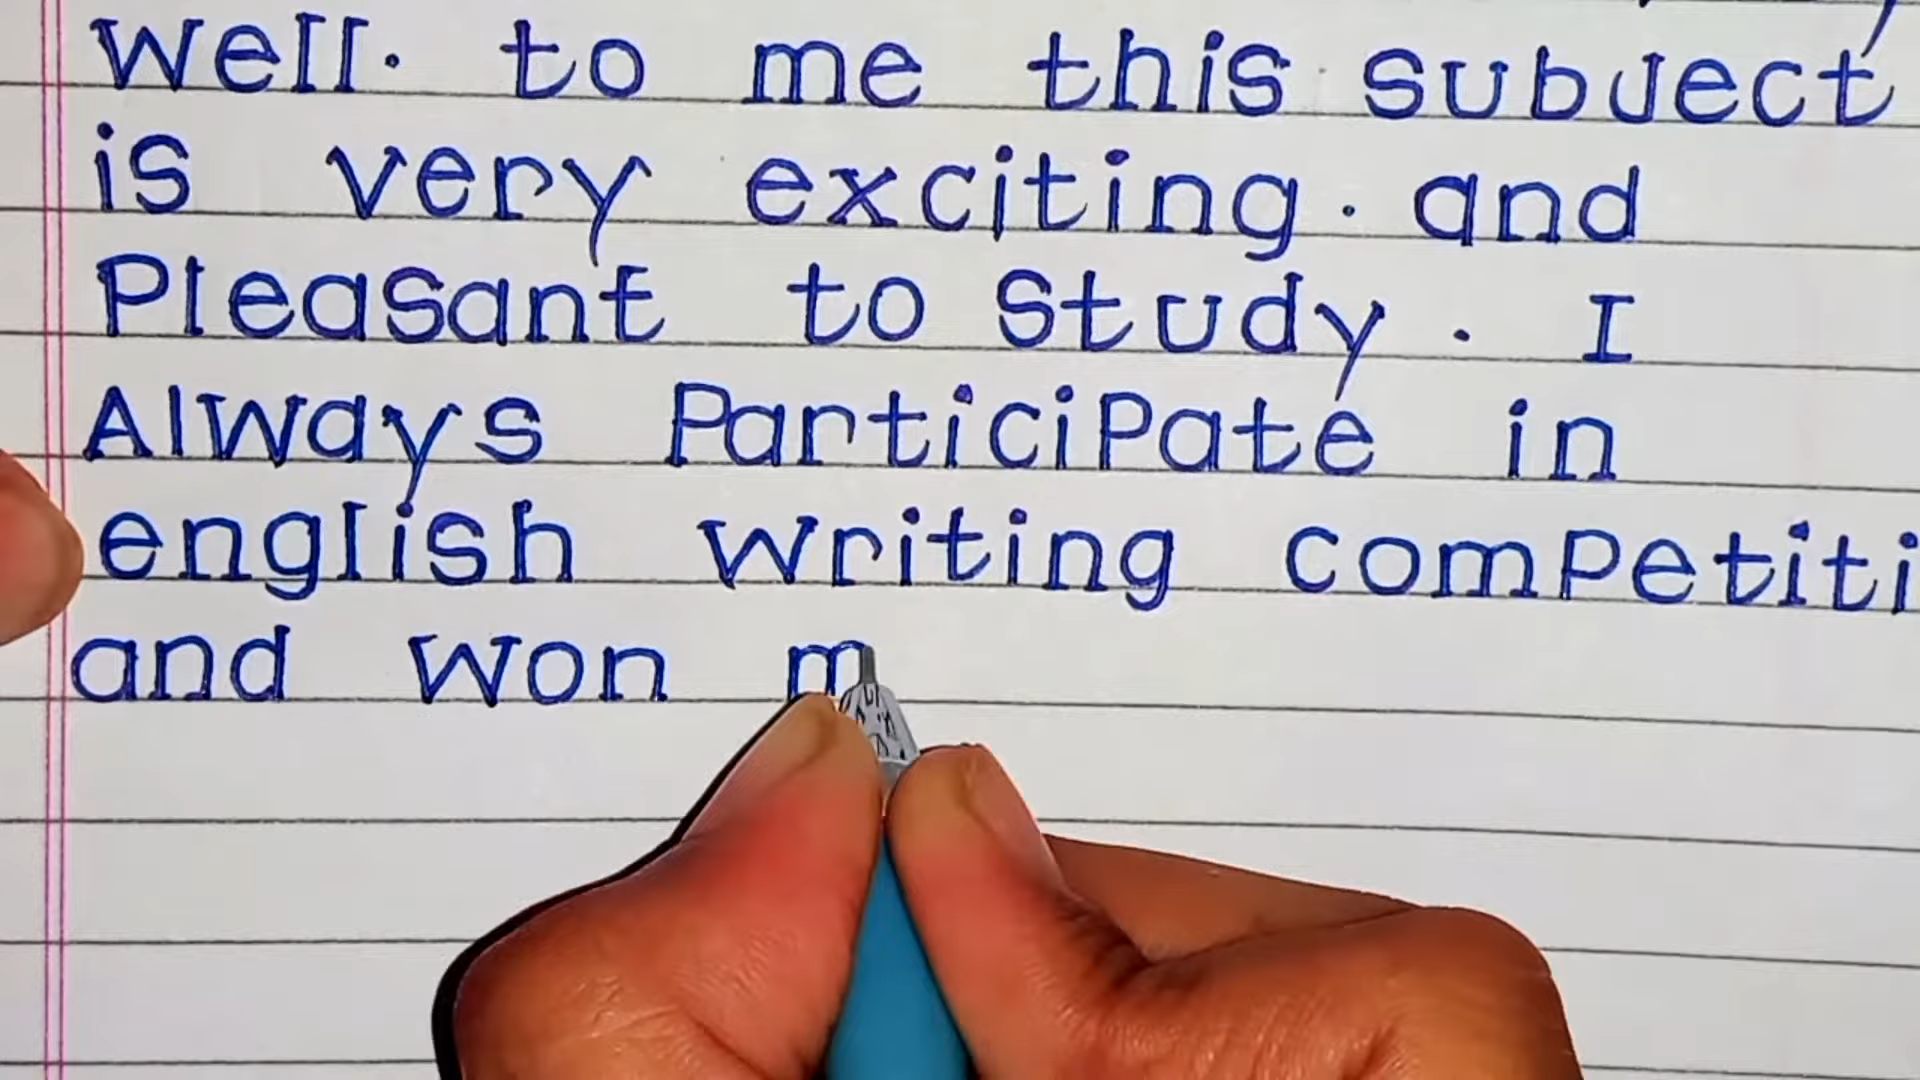 well. to me this subject
is very exciting. and
Pleasant to study. I
Always Participate in
english writing competiti
and won m